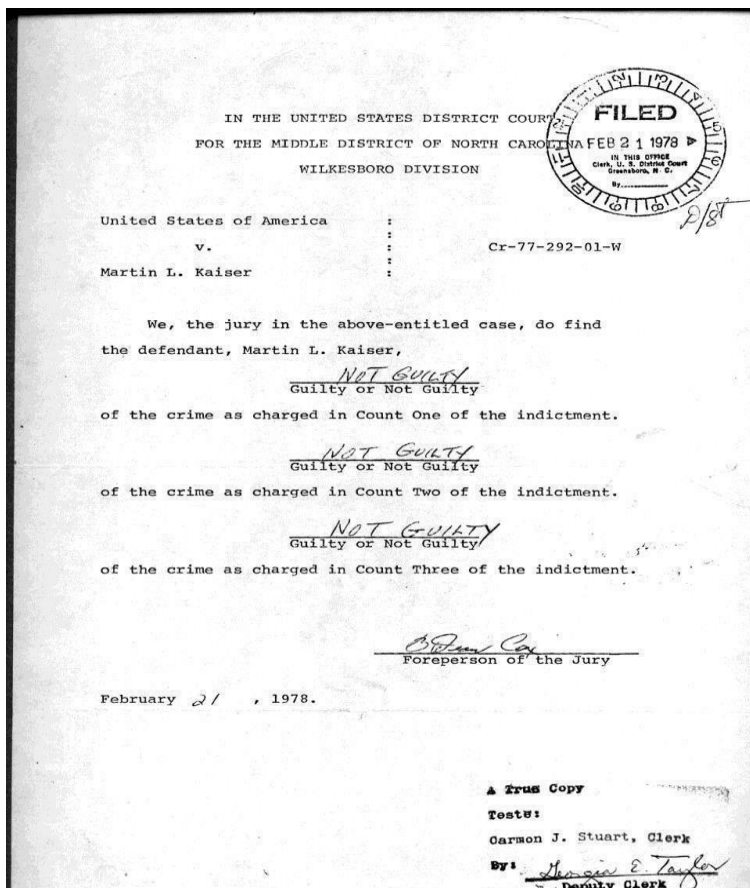 IN THE UNITED STATES DISTRICT COURT
FOR THE MIDDLE DISTRICT OF NORTH CAROLINA
WILKESBORO DIVISION
FILED
FEB 21 1978
IN THIS OFFICE
Clerk, U. S. District Court
Greensboro, N. C.
By
United States of America :
:
v. : Cr-77-292-01-W
:
Martin L. Kaiser :
We, the jury in the above-entitled case, do find
the defendant, Martin L. Kaiser,
NOT GUILTY
Guilty or Not Guilty
of the crime as charged in Count One of the indictment.
NOT GUILTY
Guilty or Not Guilty
of the crime as charged in Count Two of the indictment.
NOT GUILTY
Guilty or Not Guilty
of the crime as charged in Count Three of the indictment.
Cox
Foreperson of the Jury
February 21 , 1978.
A True Copy
Teste:
Carmon J. Stuart, Clerk
By: Georgia E. Taylor
Deputy Clerk